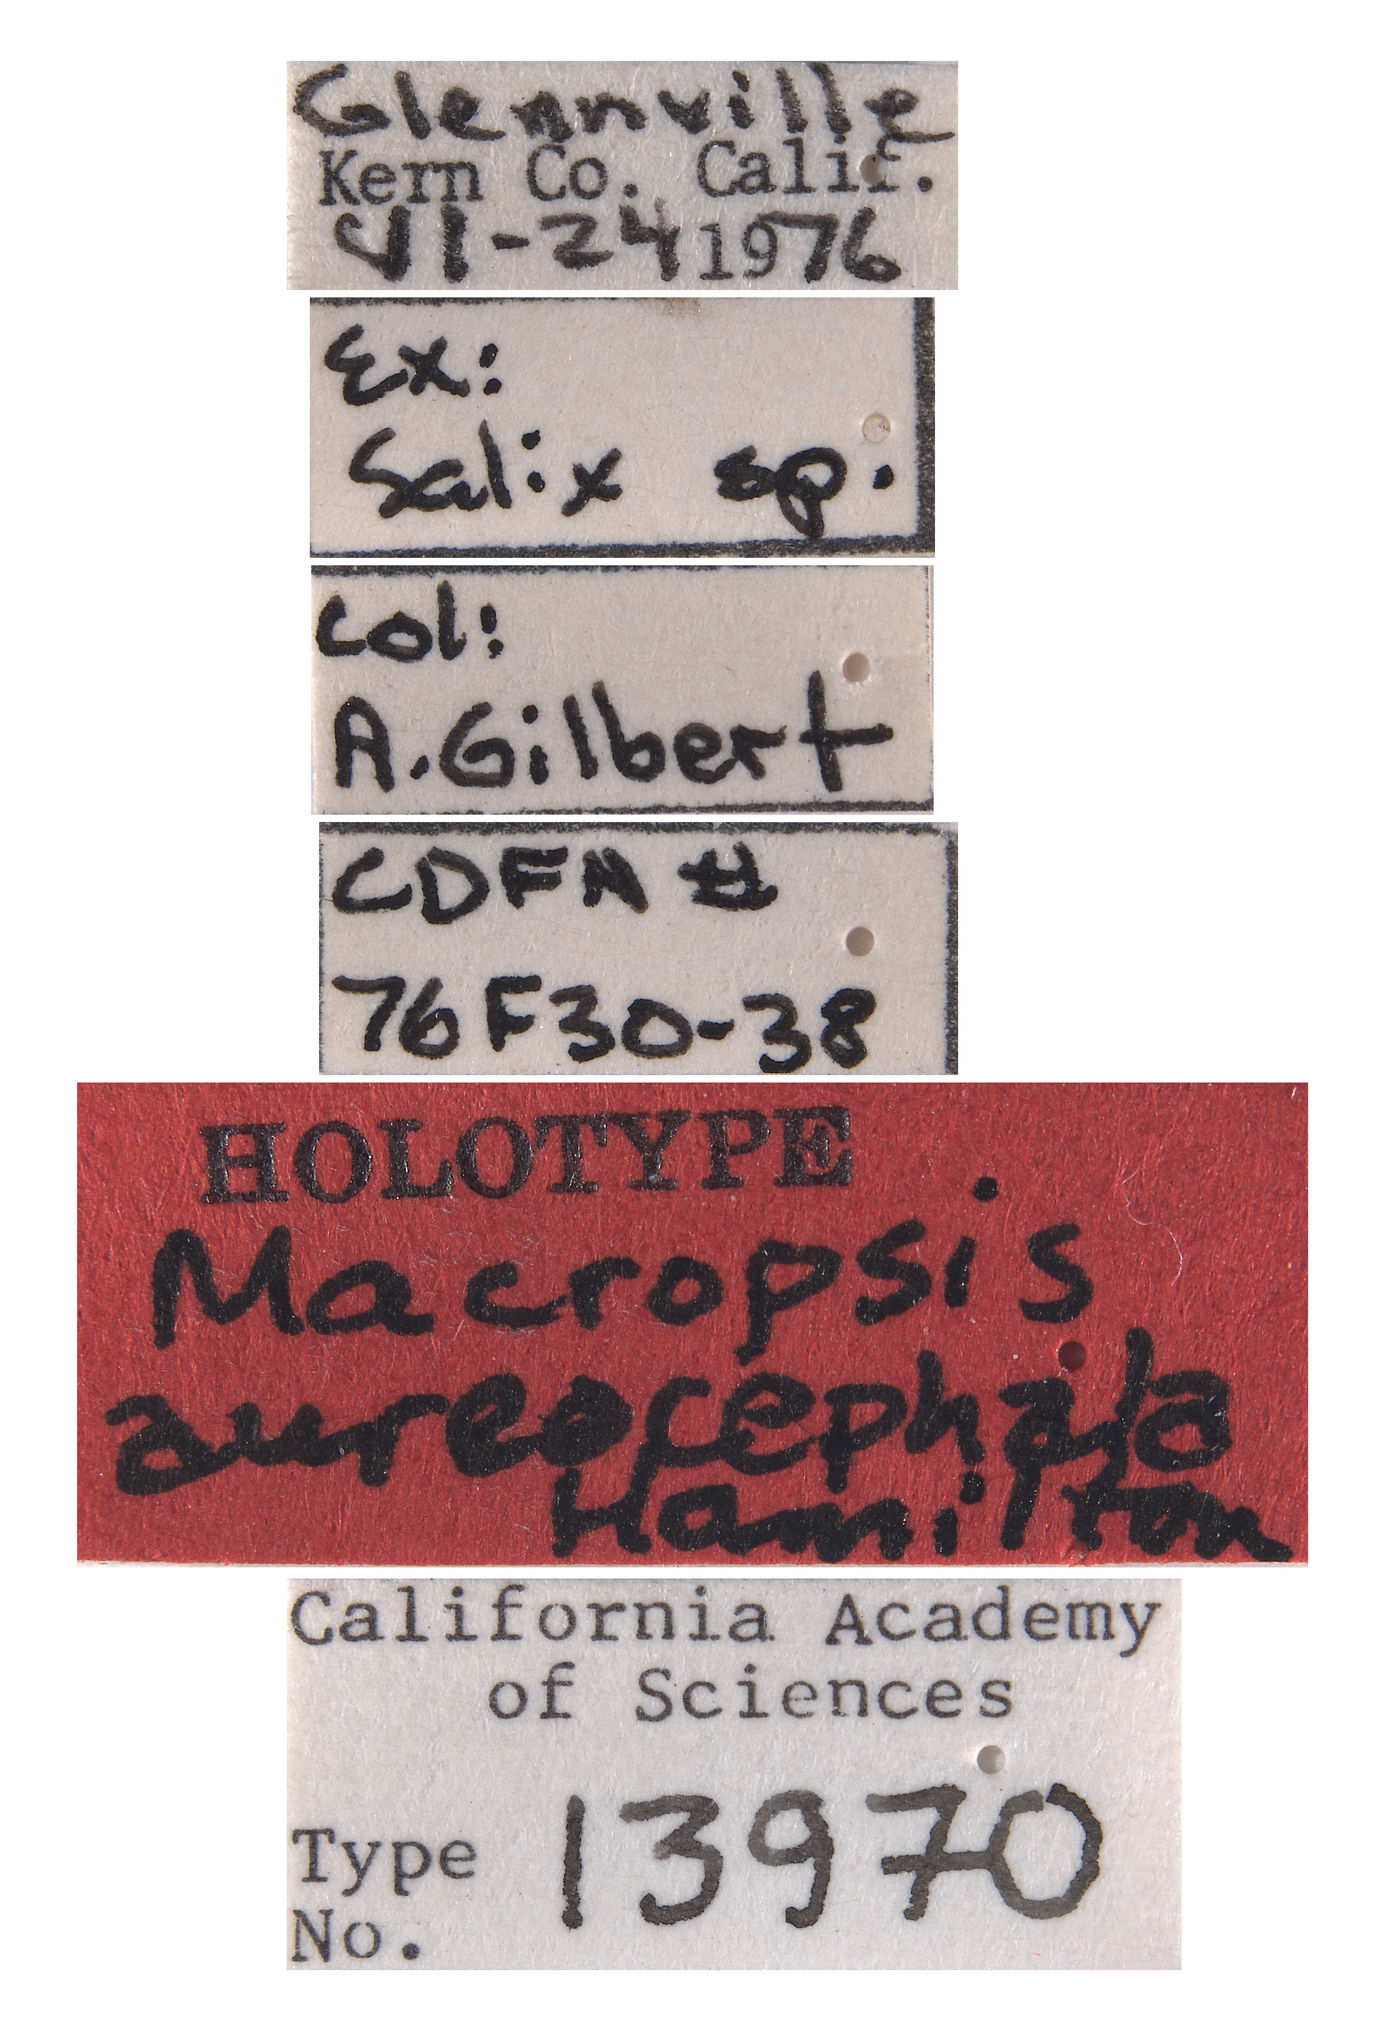 Glennville
Kern Co. Calif.
VI-24 1976
Ex:
Salix sp.
Col:
A. Gilbert
CDFA #
76F30-38
HOLOTYPE
Macropsis
aureocephala
Hamilton
California Academy
of Sciences
Type
No. 13970